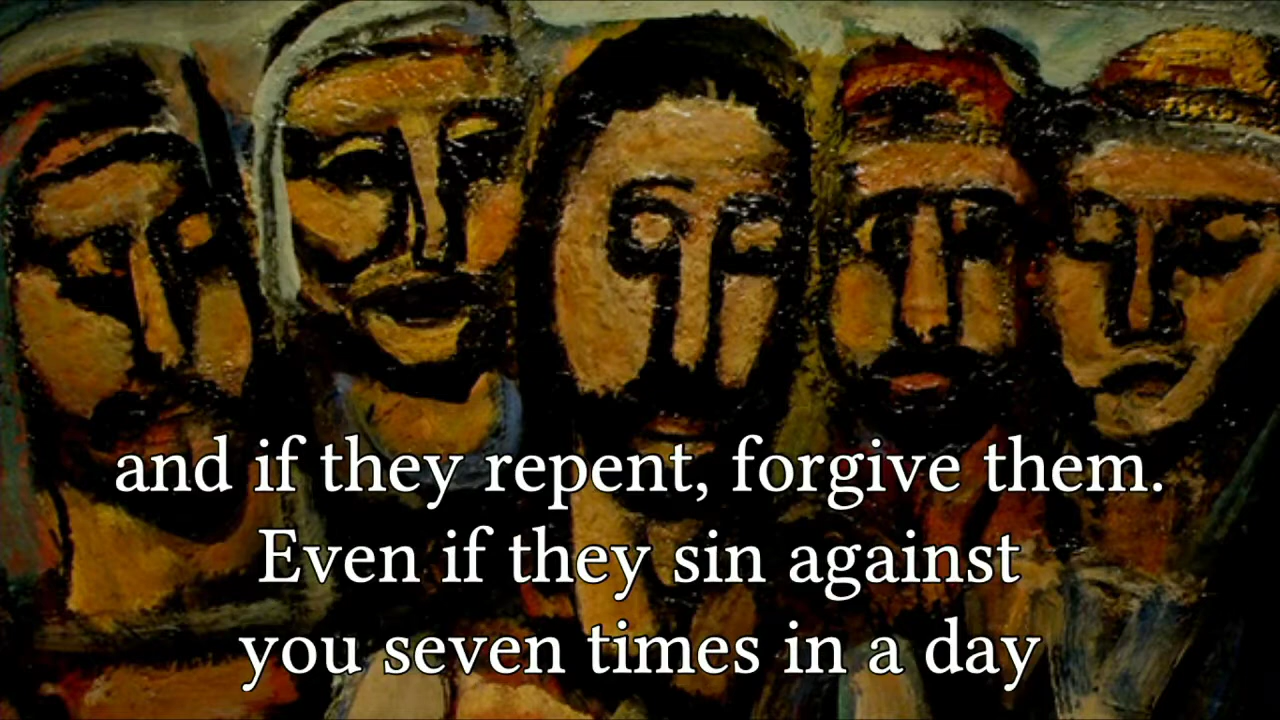 and if they repent, forgive them.
Even if they sin against
you seven times in a day